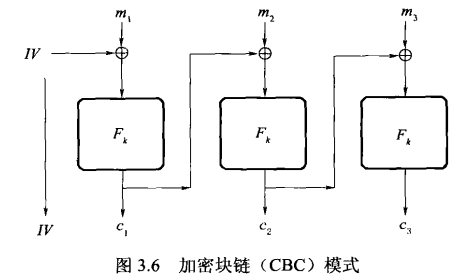 m₁ m₂ m₃
IV
Fₖ Fₖ Fₖ
IV c₁ c₂ c₃
图 3.6 加密块链（CBC）模式